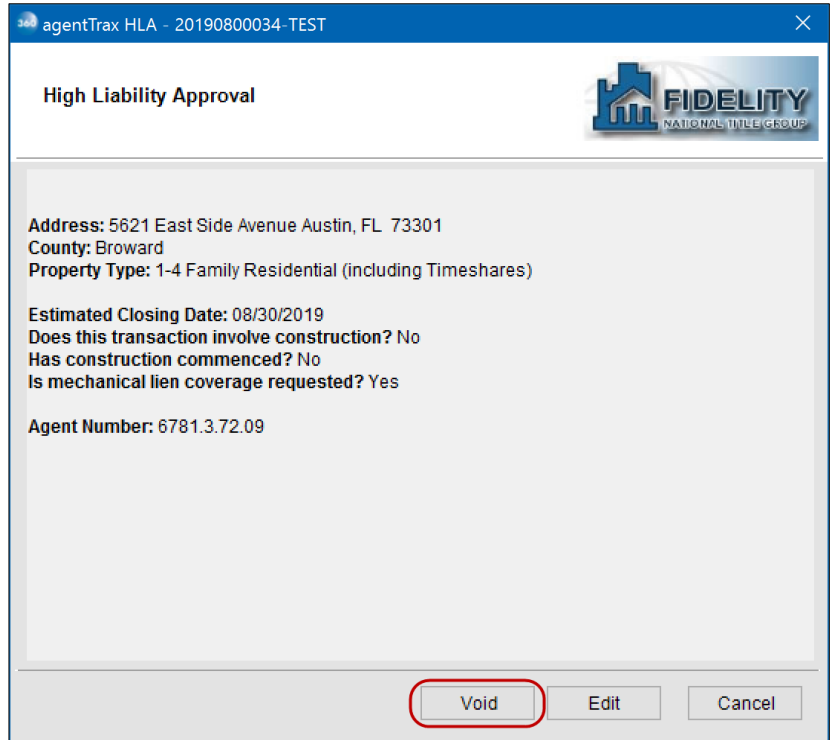 360 agentTrax HLA - 20190800034-TEST
High Liability Approval
FIDELITY
NATIONAL TITLE GROUP
Address: 5621 East Side Avenue Austin, FL 73301
County: Broward
Property Type: 1-4 Family Residential (including Timeshares)
Estimated Closing Date: 08/30/2019
Does this transaction involve construction? No
Has construction commenced? No
Is mechanical lien coverage requested? Yes
Agent Number: 6781.3.72.09
Void Edit Cancel